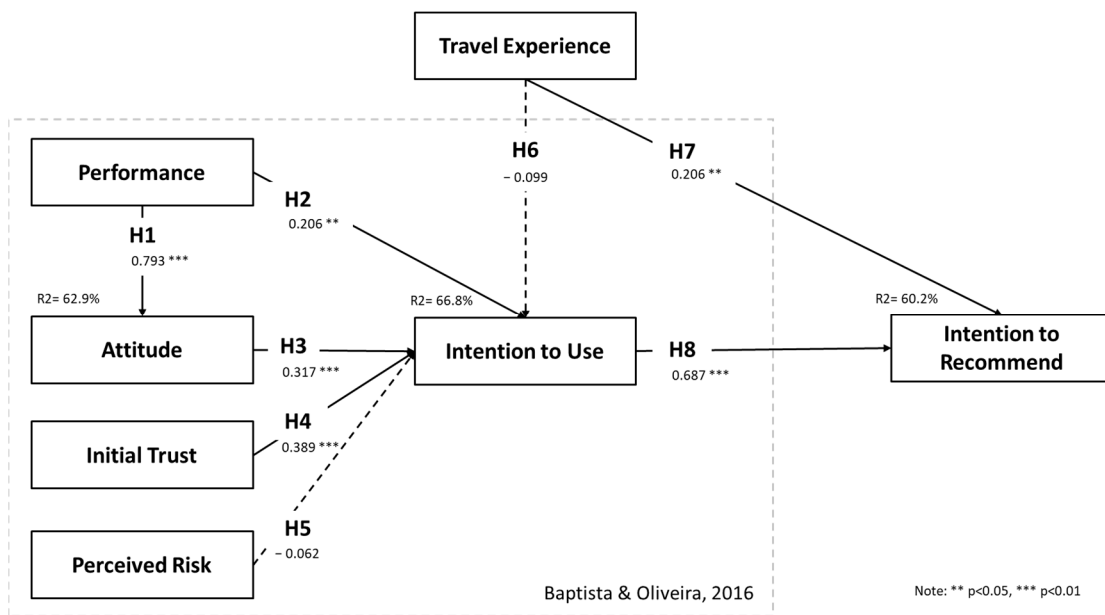 Travel Experience
Performance
H1
0.793 ***
H2
0.206 **
H6
− 0.099
H7
0.206 **
R2= 62.9%
R2= 66.8%
R2= 60.2%
Attitude
H3
0.317 ***
Intention to Use
H8
0.687 ***
Intention to
Recommend
H4
0.389 ***
Initial Trust
H5
− 0.062
Perceived Risk
Baptista & Oliveira, 2016
Note: ** p<0.05, *** p<0.01